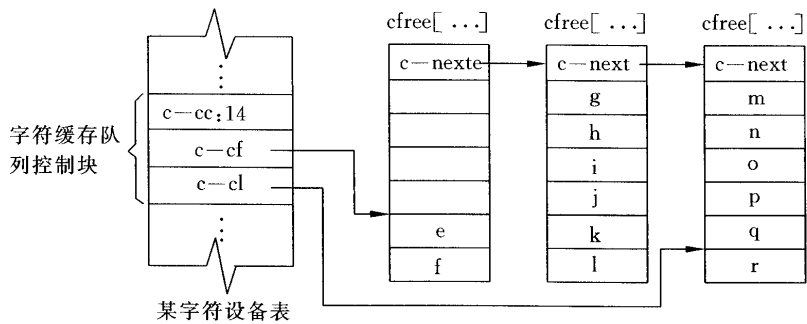 cfree[ ...] cfree[ ...] cfree[ ...]
c—nexte c—next c—next
c—cc:14
字符缓存队
列控制块
c—cf
c—cl
g
h
i
j
k
l
m
n
o
p
q
r
e
f
某字符设备表